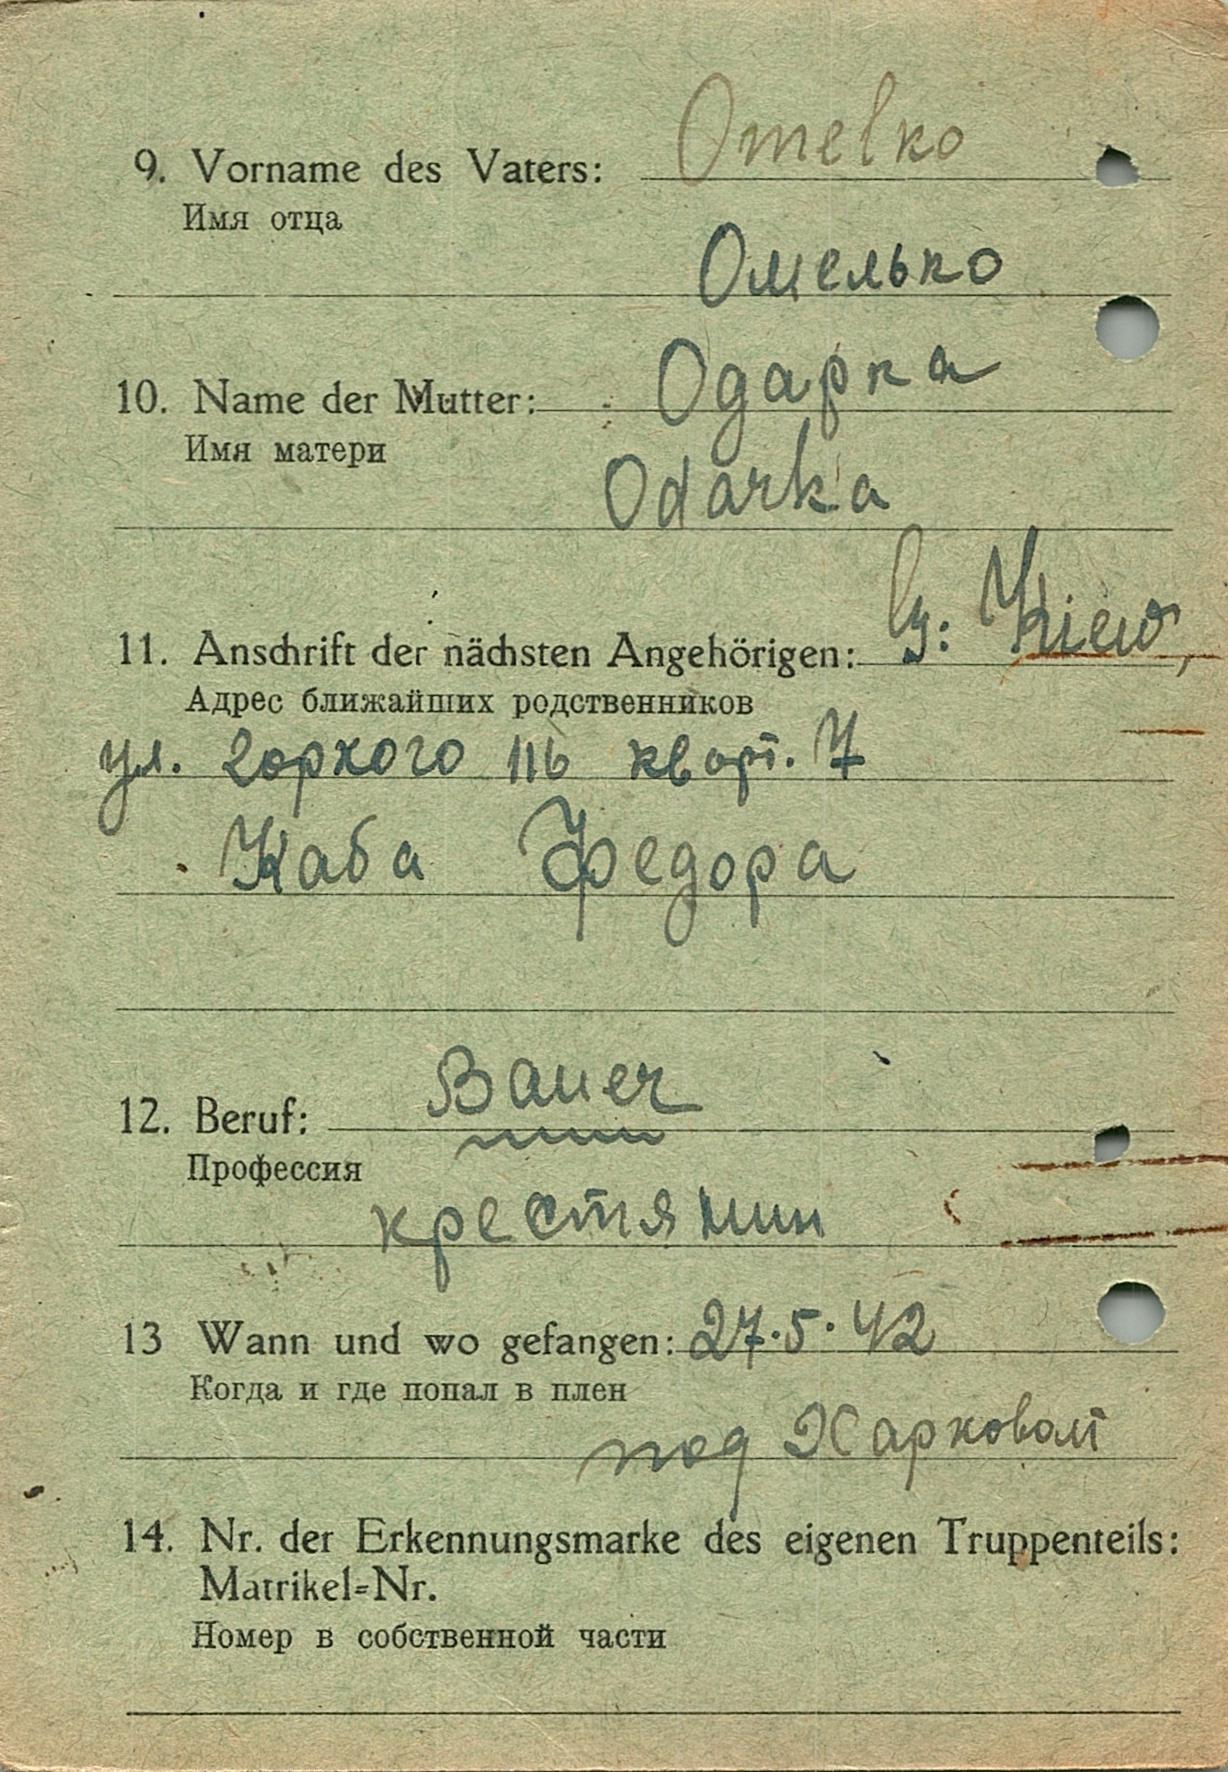 Omelko
9. Vorname des Vaters:
Имя отца
Омелько
10. Name der Mutter: Одарка
Имя матери
Odarka
11. Anschrift der nächsten Angehörigen: Kiew,
Адрес ближайших родственников
ул. горкого 116 кварт. 7
Каба Федора
12. Beruf: Bauer
Профессия
крестянин
13 Wann und wo gefangen: 27.5.42
Когда и где попал в плен
под Харковом
14. Nr. der Erkennungsmarke des eigenen Truppenteils:
Matrikel=Nr.
Номер в собственной части